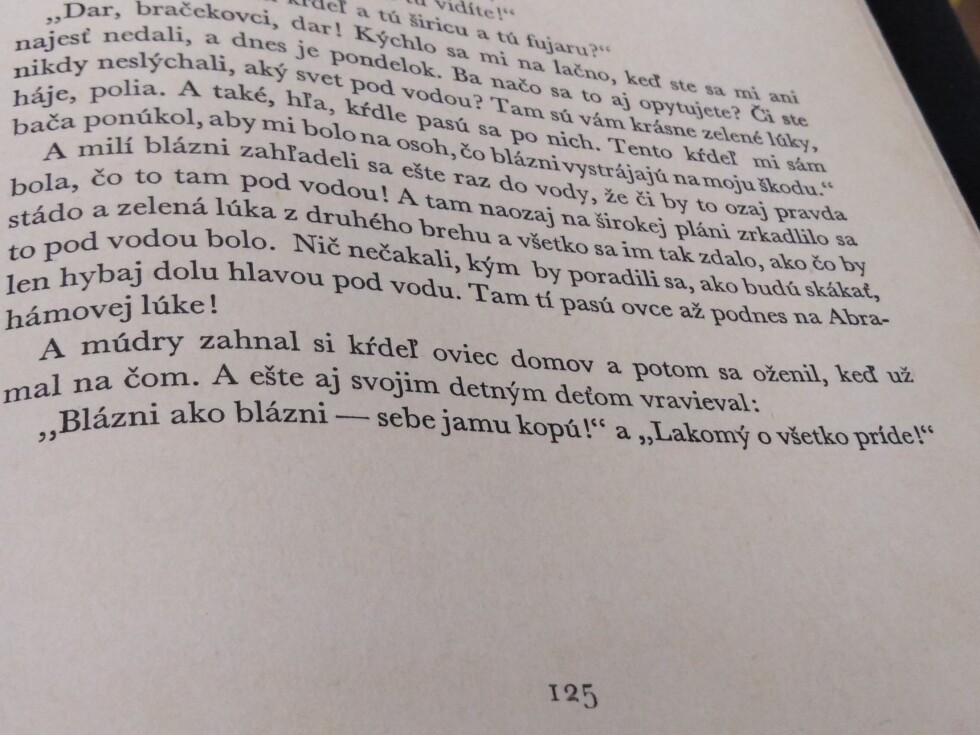 tu vidíte!“
kŕdeľ a tú širicu a tú fujaru?“
„Dar, bračekovci, dar! Kýchlo sa mi na lačno, keď ste sa mi ani
najesť nedali, a dnes je pondelok. Ba načo sa to aj opytujete? Či ste
nikdy neslýchali, aký svet pod vodou? Tam sú vám krásne zelené lúky,
háje, polia. A také, hľa, kŕdle pasú sa po nich. Tento kŕdeľ mi sám
bača ponúkol, aby mi bolo na osoh, čo blázni vystrájajú na moju škodu.“
A milí blázni zahľadeli sa ešte raz do vody, že či by to ozaj pravda
bola, čo to tam pod vodou! A tam naozaj na širokej pláni zrkadlilo sa
stádo a zelená lúka z druhého brehu a všetko sa im tak zdalo, ako čo by
to pod vodou bolo. Nič nečakali, kým by poradili sa, ako budú skákať,
len hybaj dolu hlavou pod vodu. Tam tí pasú ovce až podnes na Abra-
hámovej lúke!
A múdry zahnal si kŕdeľ oviec domov a potom sa oženil, keď už
mal na čom. A ešte aj svojim detným deťom vravieval:
„Blázni ako blázni — sebe jamu kopú!“ a „Lakomý o všetko príde!“
125